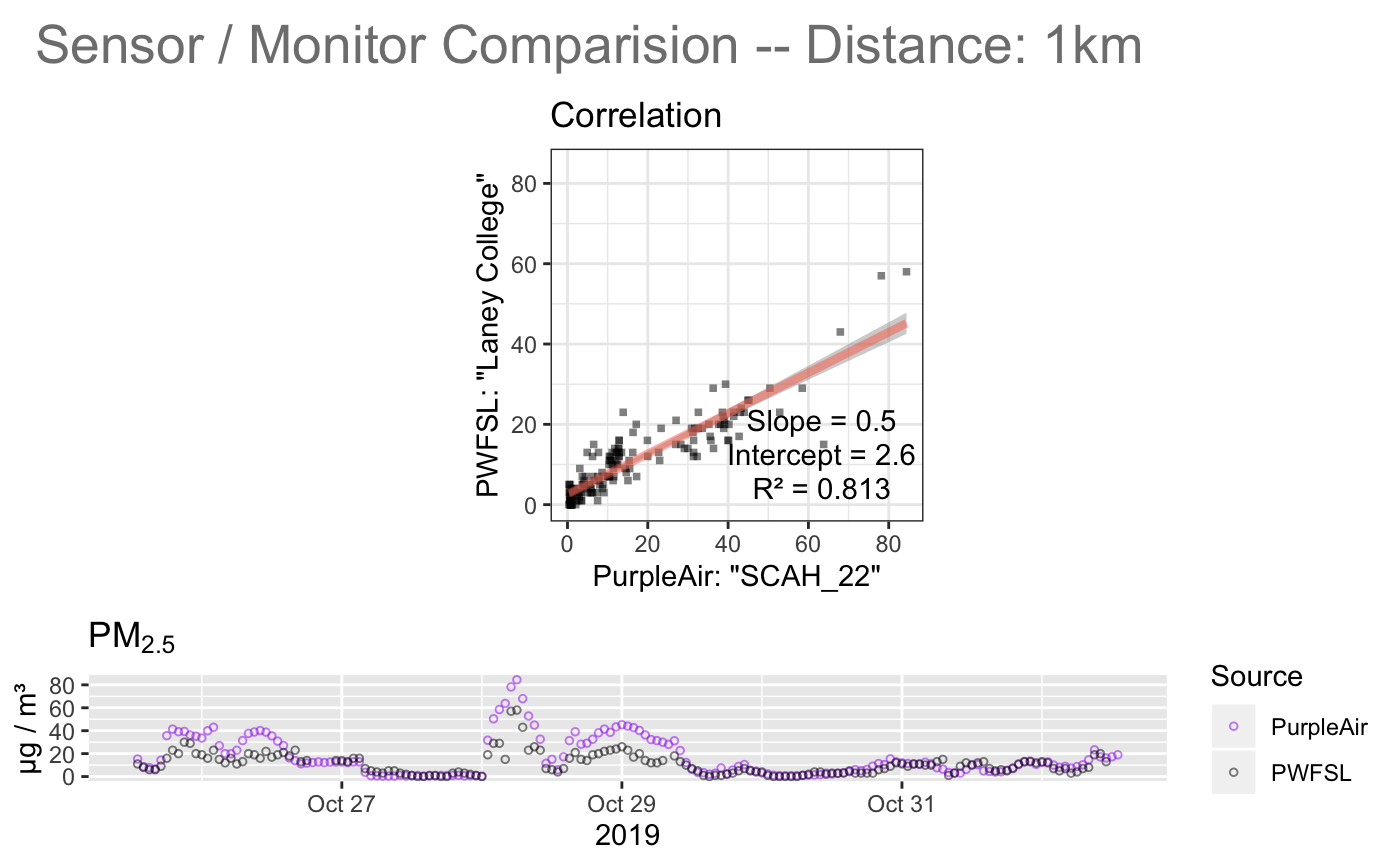 Sensor / Monitor Comparision -- Distance: 1km
Correlation
PWFSL: "Laney College"
80
60
40
20
0
Slope = 0.5
Intercept = 2.6
R² = 0.813
0 20 40 60 80
PurpleAir: "SCAH_22"
PM2.5
µg / m³
80
60
40
20
0
Oct 27 Oct 29 Oct 31
2019
Source
PurpleAir
PWFSL